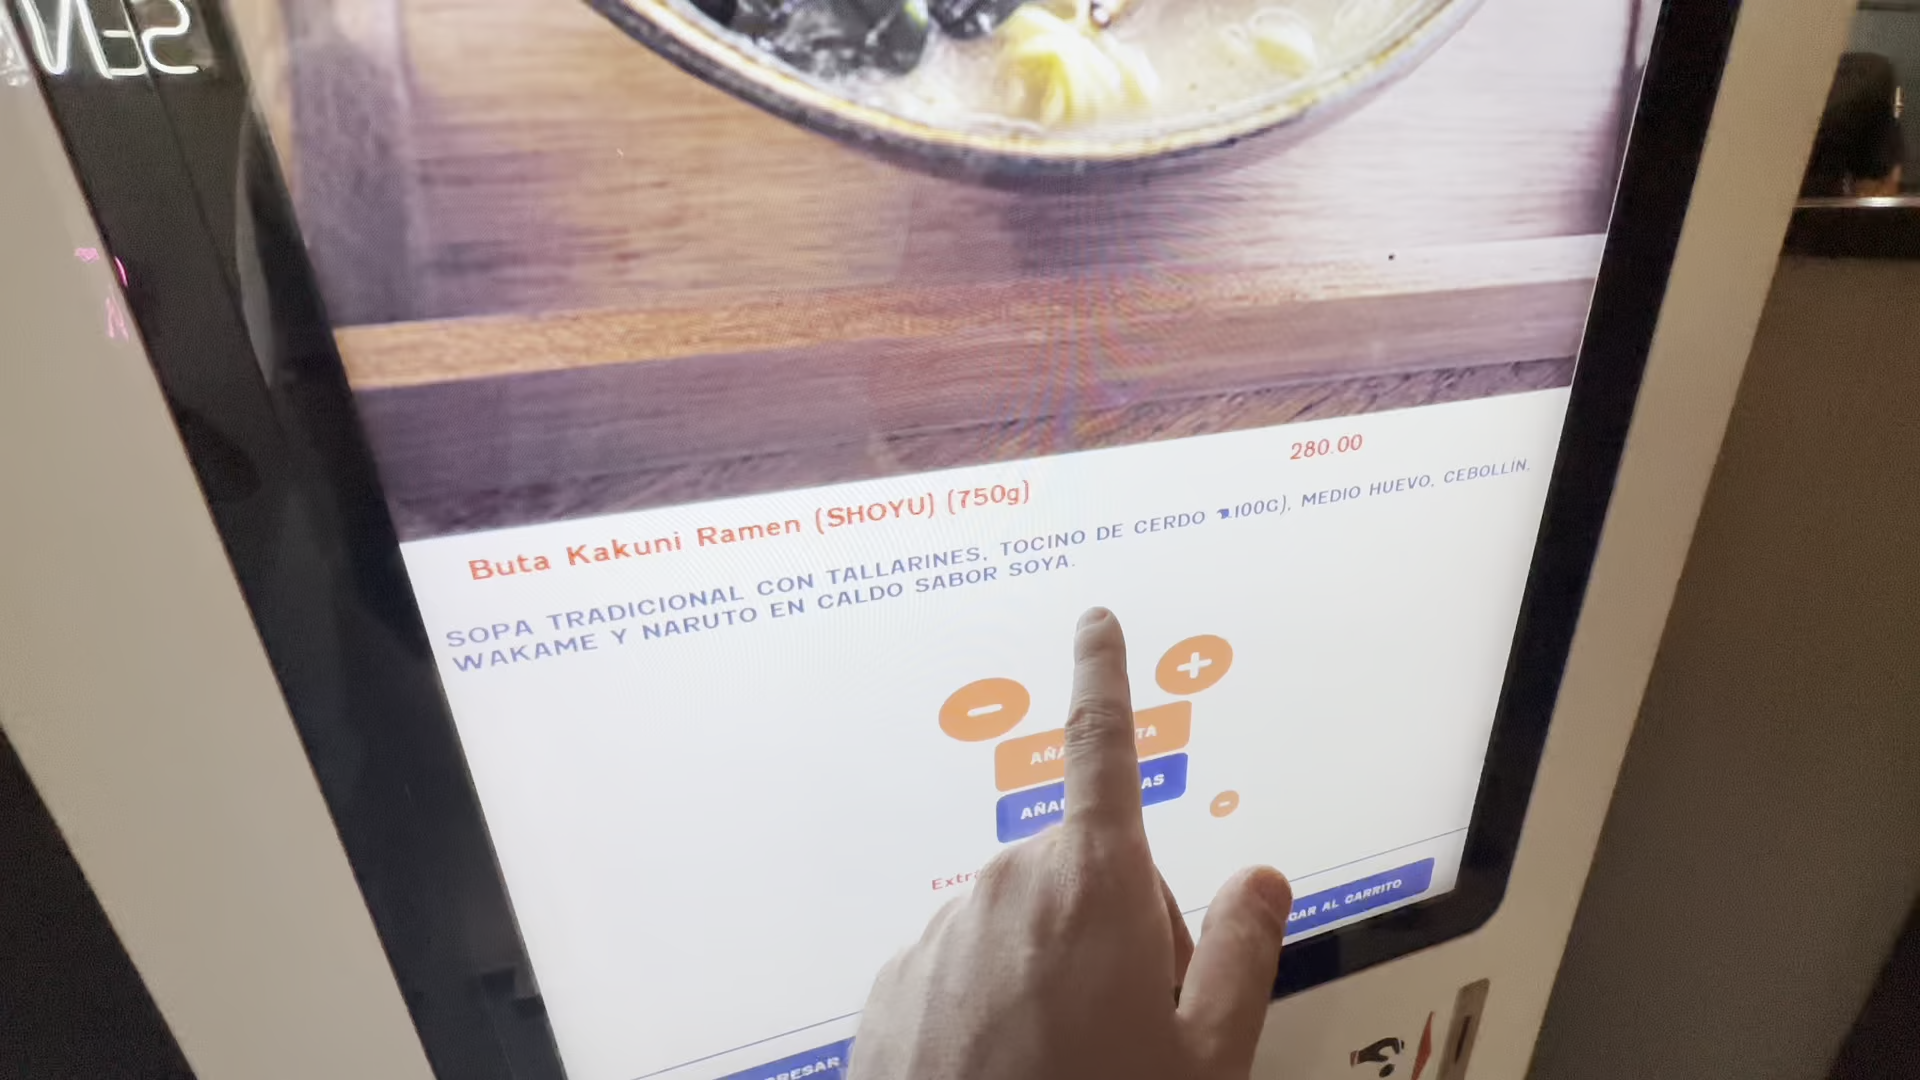 280.00
Buta Kakuni Ramen (SHOYU) (750g)
SOPA TRADICIONAL CON TALLARINES, TOCINO DE CERDO 100G), MEDIO HUEVO, CEBOLLÍN,
WAKAME Y NARUTO EN CALDO SABOR SOYA.